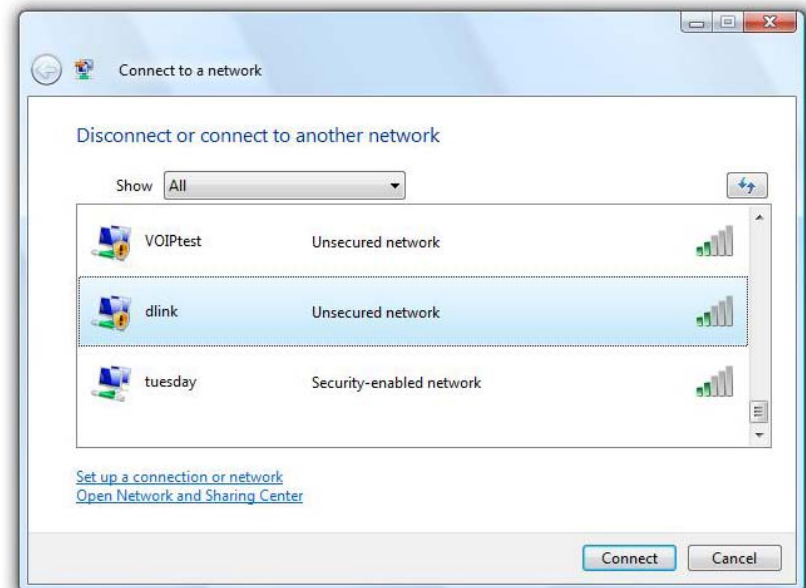 Connect to a network
Disconnect or connect to another network
Show All
VOIPtest Unsecured network
dlink Unsecured network
tuesday Security-enabled network
Set up a connection or network
Open Network and Sharing Center
Connect Cancel